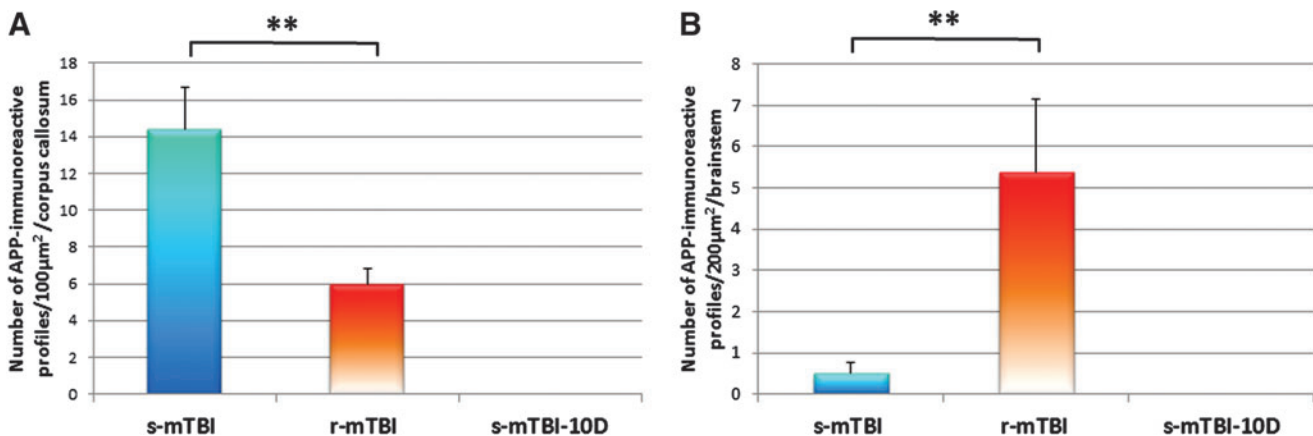 A
**
Number of APP-immunoreactive
profiles/100µm²/corpus callosum
18
16
14
12
10
8
6
4
2
0
s-mTBI
r-mTBI
s-mTBI-10D
B
**
Number of APP-immunoreactive
profiles/200µm²/brainstem
8
7
6
5
4
3
2
1
0
s-mTBI
r-mTBI
s-mTBI-10D